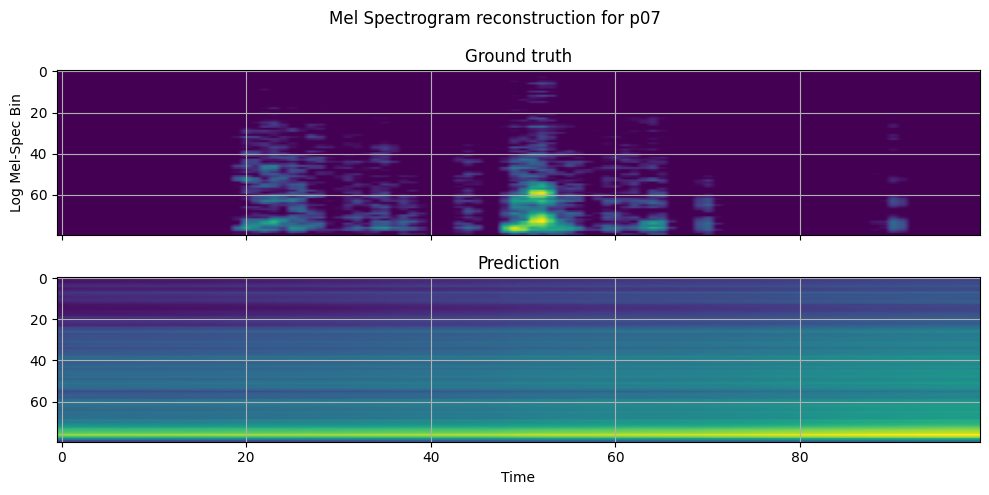 Mel Spectrogram reconstruction for p07
Ground truth
Log Mel-Spec Bin
0
20
40
60
Prediction
0
20
40
60
0 20 40 60 80
Time